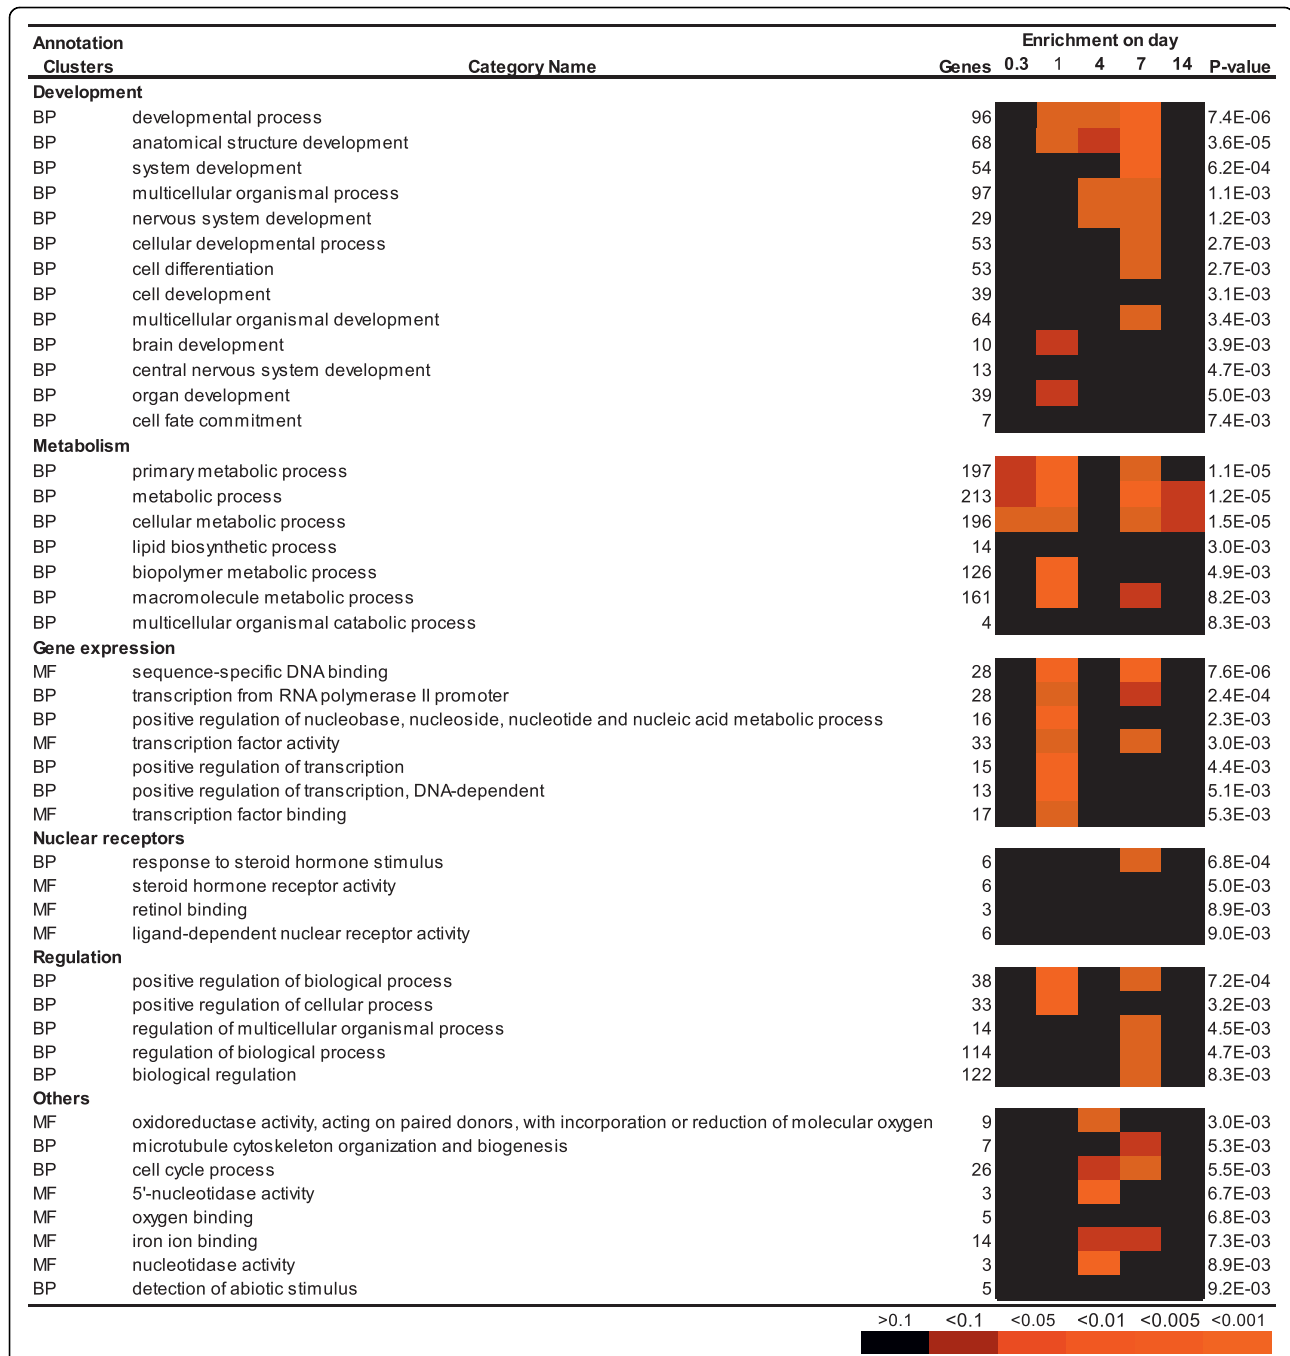 Annotation Enrichment on day
Clusters Category Name Genes 0.3 1 4 7 14 P-value
Development
BP developmental process 96 7.4E-06
BP anatomical structure development 68 3.6E-05
BP system development 54 6.2E-04
BP multicellular organismal process 97 1.1E-03
BP nervous system development 29 1.2E-03
BP cellular developmental process 53 2.7E-03
BP cell differentiation 53 2.7E-03
BP cell development 39 3.1E-03
BP multicellular organismal development 64 3.4E-03
BP brain development 10 3.9E-03
BP central nervous system development 13 4.7E-03
BP organ development 39 5.0E-03
BP cell fate commitment 7 7.4E-03
Metabolism
BP primary metabolic process 197 1.1E-05
BP metabolic process 213 1.2E-05
BP cellular metabolic process 196 1.5E-05
BP lipid biosynthetic process 14 3.0E-03
BP biopolymer metabolic process 126 4.9E-03
BP macromolecule metabolic process 161 8.2E-03
BP multicellular organismal catabolic process 4 8.3E-03
Gene expression
MF sequence-specific DNA binding 28 7.6E-06
BP transcription from RNA polymerase II promoter 28 2.4E-04
BP positive regulation of nucleobase, nucleoside, nucleotide and nucleic acid metabolic process 16 2.3E-03
MF transcription factor activity 33 3.0E-03
BP positive regulation of transcription 15 4.4E-03
BP positive regulation of transcription, DNA-dependent 13 5.1E-03
MF transcription factor binding 17 5.3E-03
Nuclear receptors
BP response to steroid hormone stimulus 6 6.8E-04
MF steroid hormone receptor activity 6 5.0E-03
MF retinol binding 3 8.9E-03
MF ligand-dependent nuclear receptor activity 6 9.0E-03
Regulation
BP positive regulation of biological process 38 7.2E-04
BP positive regulation of cellular process 33 3.2E-03
BP regulation of multicellular organismal process 14 4.5E-03
BP regulation of biological process 114 4.7E-03
BP biological regulation 122 8.3E-03
Others
MF oxidoreductase activity, acting on paired donors, with incorporation or reduction of molecular oxygen 9 3.0E-03
BP microtubule cytoskeleton organization and biogenesis 7 5.3E-03
BP cell cycle process 26 5.5E-03
MF 5'-nucleotidase activity 3 6.7E-03
MF oxygen binding 5 6.8E-03
MF iron ion binding 14 7.3E-03
MF nucleotidase activity 3 8.9E-03
BP detection of abiotic stimulus 5 9.2E-03
>0.1 <0.1 <0.05 <0.01 <0.005 <0.001